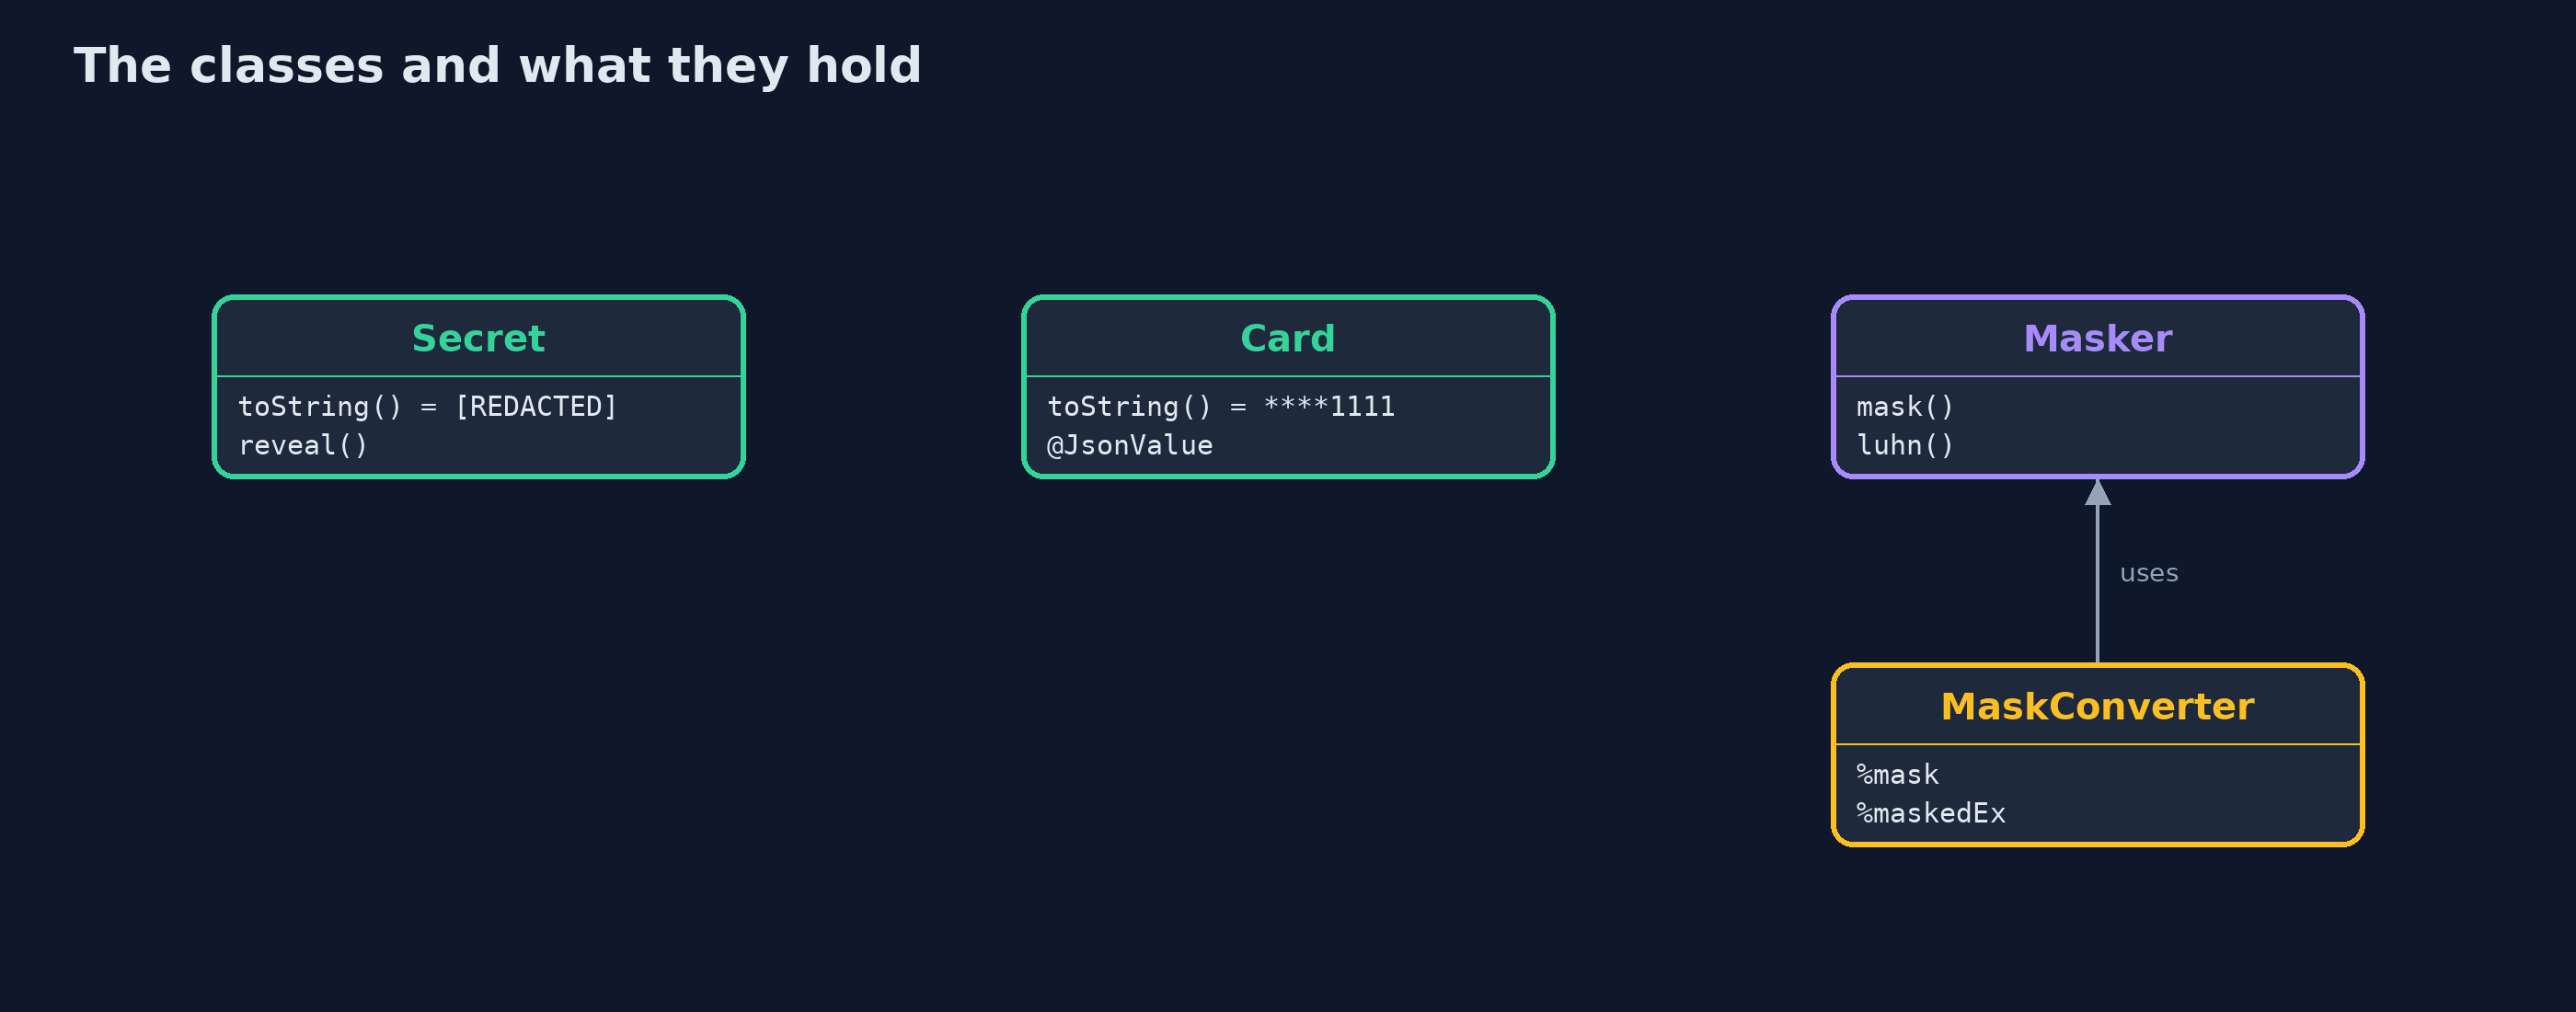 The classes and what they hold
Secret
toString() = [REDACTED]
reveal()
Card
toString() = ****1111
@JsonValue
Masker
mask()
luhn()
uses
MaskConverter
%mask
%maskedEx